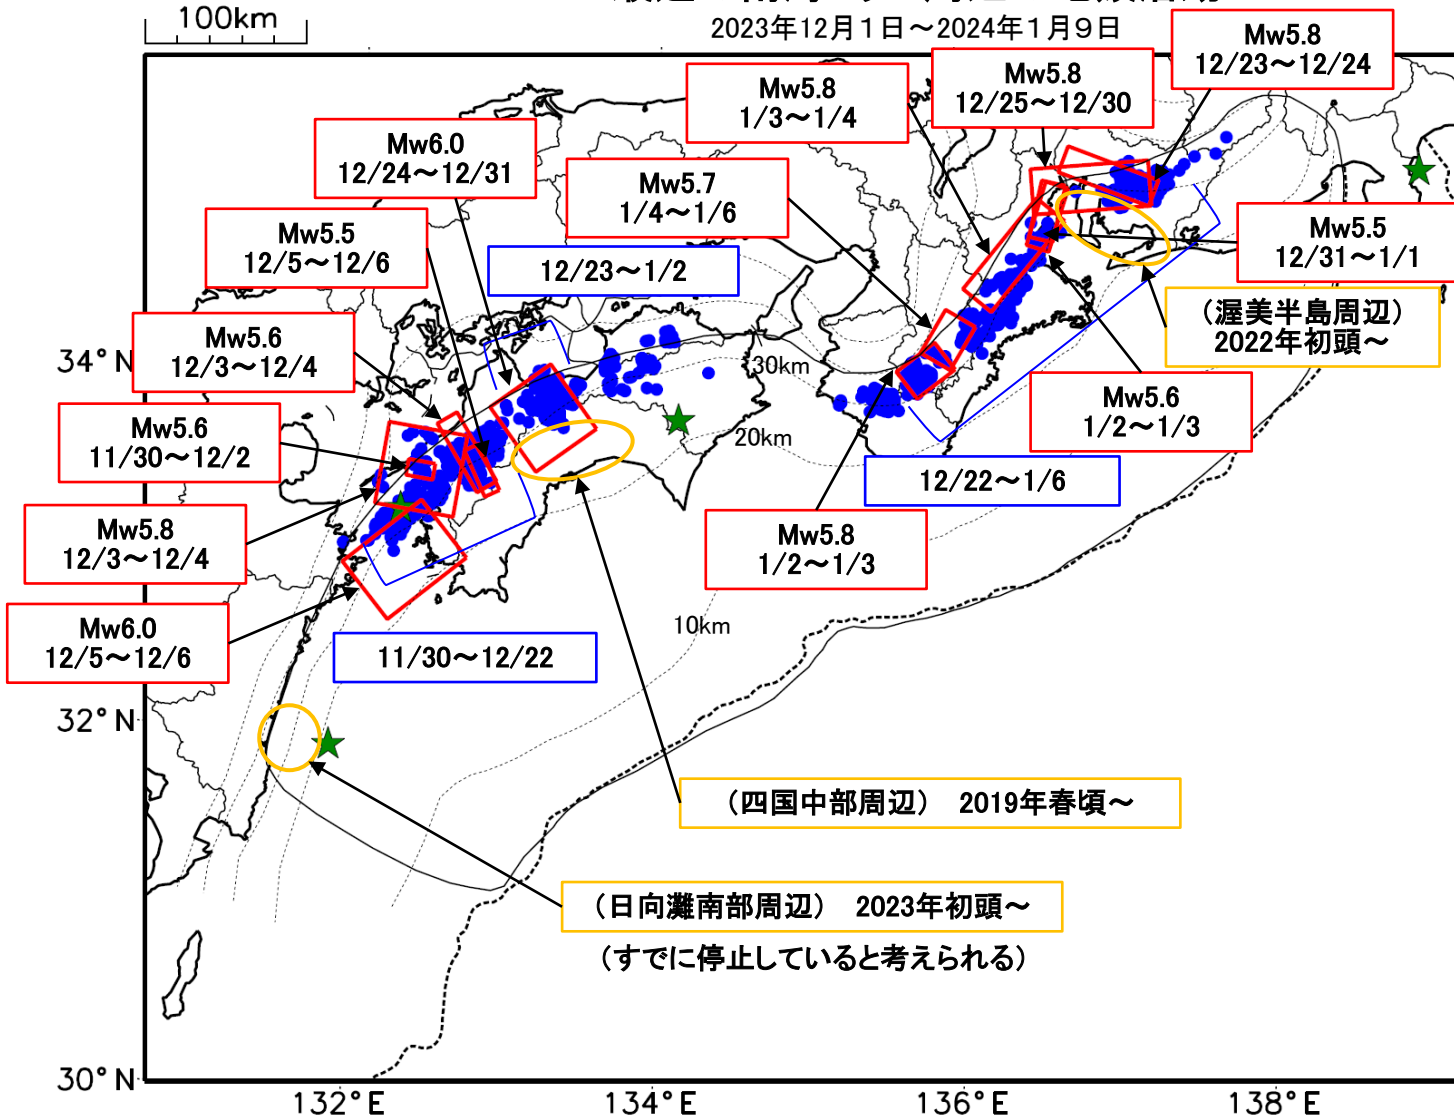 100km
2023年12月1日～2024年1月9日
Mw5.8
12/23～12/24
Mw5.8
12/25～12/30
Mw5.8
1/3～1/4
Mw6.0
12/24～12/31
Mw5.7
1/4～1/6
Mw5.5
12/5～12/6
Mw5.5
12/31～1/1
12/23～1/2
(渥美半島周辺)
2022年初頭～
Mw5.6
12/3～12/4
34°N
30km
Mw5.6
1/2～1/3
Mw5.6
11/30～12/2
20km
12/22～1/6
Mw5.8
12/3～12/4
Mw5.8
1/2～1/3
Mw6.0
12/5～12/6
10km
11/30～12/22
32°N
(四国中部周辺) 2019年春頃～
(日向灘南部周辺) 2023年初頭～
(すでに停止していると考えられる)
30°N
132°E
134°E
136°E
138°E